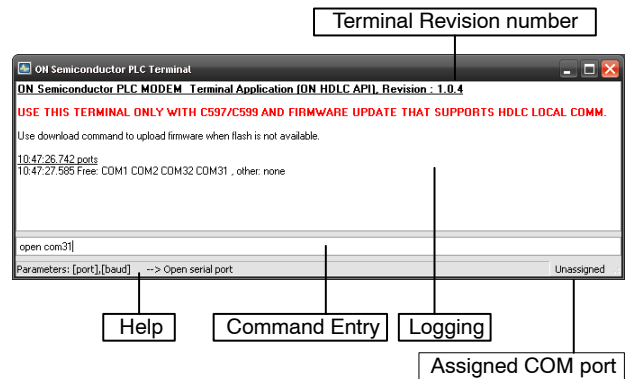 Terminal Revision number
ON Semiconductor PLC Terminal
ON Semiconductor PLC MODEM Terminal Application (ON HDLC API), Revision : 1.0.4
USE THIS TERMINAL ONLY WITH C597/C599 AND FIRMWARE UPDATE THAT SUPPORTS HDLC LOCAL COMM.
Use download command to upload firmware when flash is not available.
10:47:26.742 ports
10:47:27.585 Free: COM1 COM2 COM32 COM31 , other: none
open com31
Parameters: [port],[baud] --> Open serial port
Unassigned
Help
Command Entry
Logging
Assigned COM port